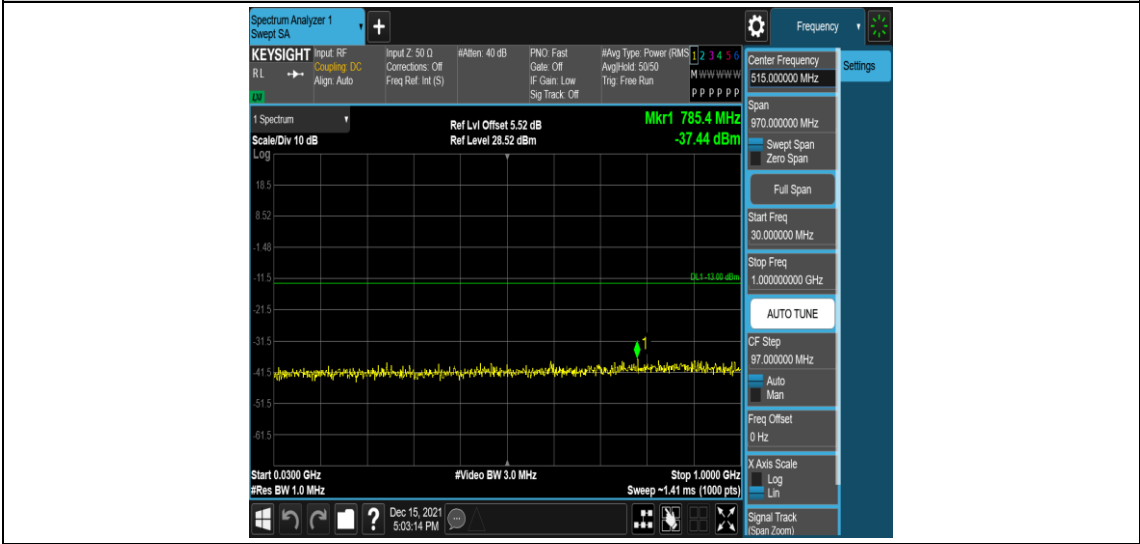 Spectrum Analyzer 1
Swept SA
+
Frequency
KEYSIGHT
RL
Input: RF
Coupling: DC
Align: Auto
Input Z: 50 Ω
Corrections: Off
Freq Ref: Int (S)
#Atten: 40 dB
PNO: Fast
Gate: Off
IF Gain: Low
Sig Track: Off
#Avg Type: Power (RMS
Avg|Hold: 50/50
Trig: Free Run
1 2 3 4 5 6
M W W W W W
P P P P P P
1 Spectrum
Scale/Div 10 dB
Log
Ref Lvl Offset 5.52 dB
Ref Level 28.52 dBm
Mkr1 785.4 MHz
-37.44 dBm
18.5
8.52
-1.48
-11.5
DL1 -13.00 dBm
-21.5
-31.5
1
-41.5
-51.5
-61.5
Start 0.0300 GHz
#Res BW 1.0 MHz
#Video BW 3.0 MHz
Stop 1.0000 GHz
Sweep ~1.41 ms (1000 pts)
Dec 15, 2021
5:03:14 PM
?
Center Frequency
515.000000 MHz
Settings
Span
970.000000 MHz
Swept Span
Zero Span
Full Span
Start Freq
30.000000 MHz
Stop Freq
1.000000000 GHz
AUTO TUNE
CF Step
97.000000 MHz
Auto
Man
Freq Offset
0 Hz
X Axis Scale
Log
Lin
Signal Track
(Span Zoom)